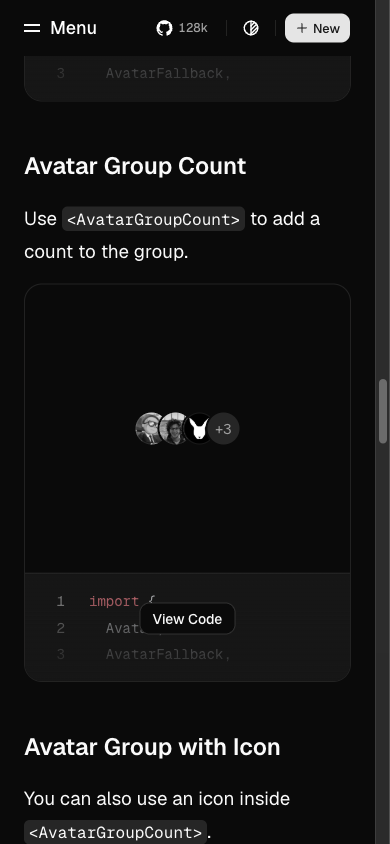 Menu
128k
+ New
3 AvatarFallback,
Avatar Group Count
Use <AvatarGroupCount> to add a
count to the group.
+3
1 import {
2 Avat
View Code
3 AvatarFallback,
Avatar Group with Icon
You can also use an icon inside
<AvatarGroupCount>.